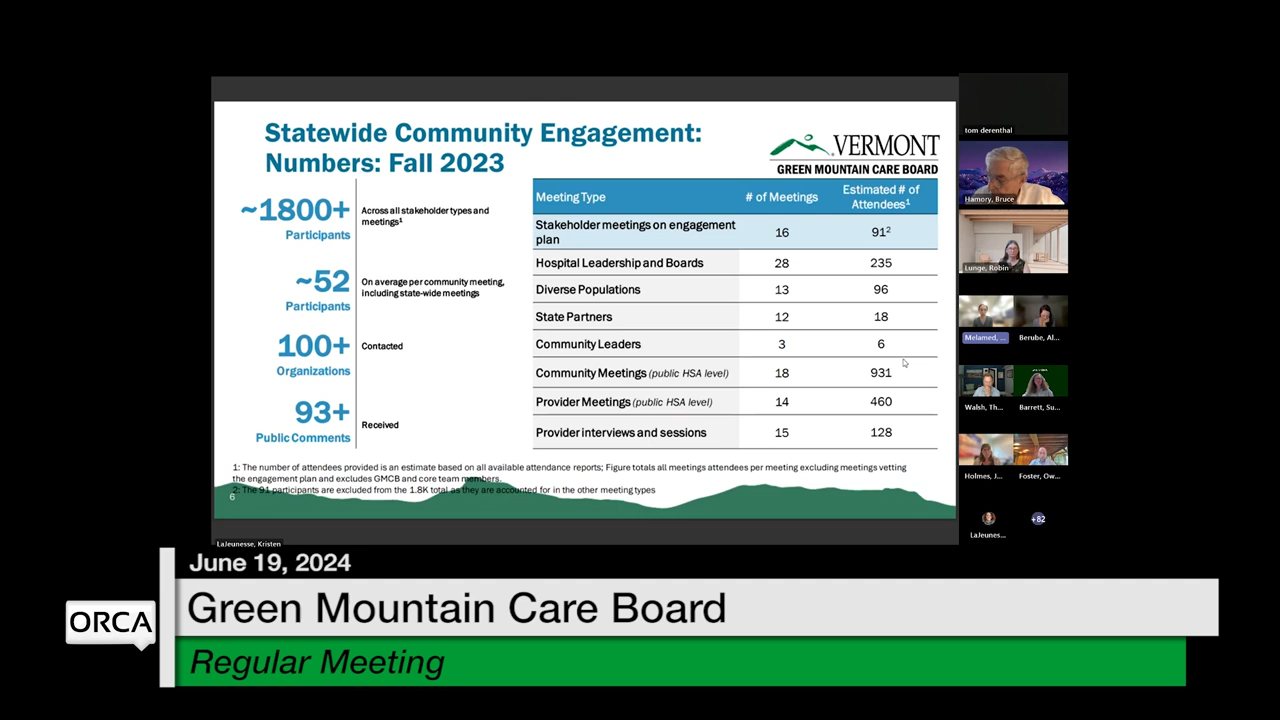 Statewide Community Engagement:
Numbers: Fall 2023
VERMONT
GREEN MOUNTAIN CARE BOARD
~1800+
Participants
Across all stakeholder types and
meetings1
~52
Participants
On average per community meeting,
including state-wide meetings
100+
Organizations
Contacted
93+
Public Comments
Received
Meeting Type # of Meetings Estimated # of
Attendees1
Stakeholder meetings on engagement
plan 16 912
Hospital Leadership and Boards 28 235
Diverse Populations 13 96
State Partners 12 18
Community Leaders 3 6
Community Meetings (public HSA level) 18 931
Provider Meetings (public HSA level) 14 460
Provider interviews and sessions 15 128
1: The number of attendees provided is an estimate based on all available attendance reports; Figure totals all meetings attendees per meeting excluding meetings vetting
the engagement plan and excludes GMCB and core team members.
2: The 91 participants are excluded from the 1.8K total as they are accounted for in the other meeting types
6
tom derenthal
Hamory, Bruce
Lunge, Robin
Melamed, ...
Berube, Al...
Walsh, Th...
Barrett, Su...
Holmes, J...
Foster, Ow...
LaJeunes...
+82
LaJeunesse, Kristen
June 19, 2024
ORCA
Green Mountain Care Board
Regular Meeting